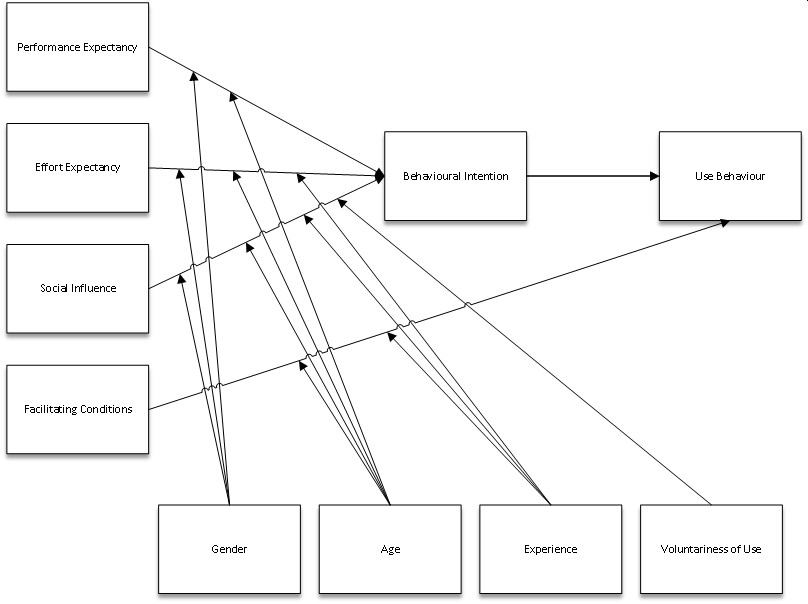 Performance Expectancy
Effort Expectancy
Behavioural Intention
Use Behaviour
Social Influence
Facilitating Conditions
Gender
Age
Experience
Voluntariness of Use